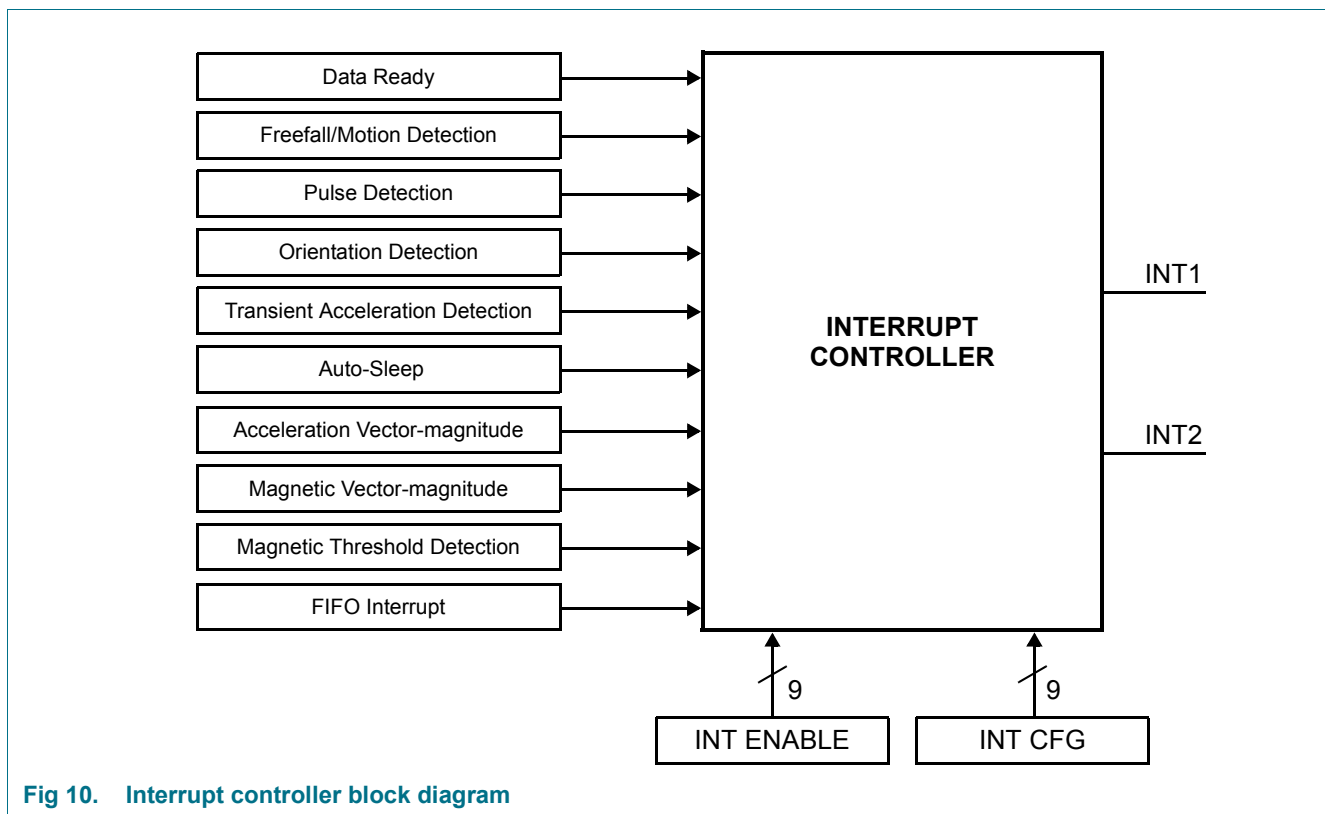 Data Ready
Freefall/Motion Detection
Pulse Detection
Orientation Detection
Transient Acceleration Detection
Auto-Sleep
Acceleration Vector-magnitude
Magnetic Vector-magnitude
Magnetic Threshold Detection
FIFO Interrupt
INTERRUPT
CONTROLLER
INT1
INT2
9
9
INT ENABLE
INT CFG
Fig 10. Interrupt controller block diagram